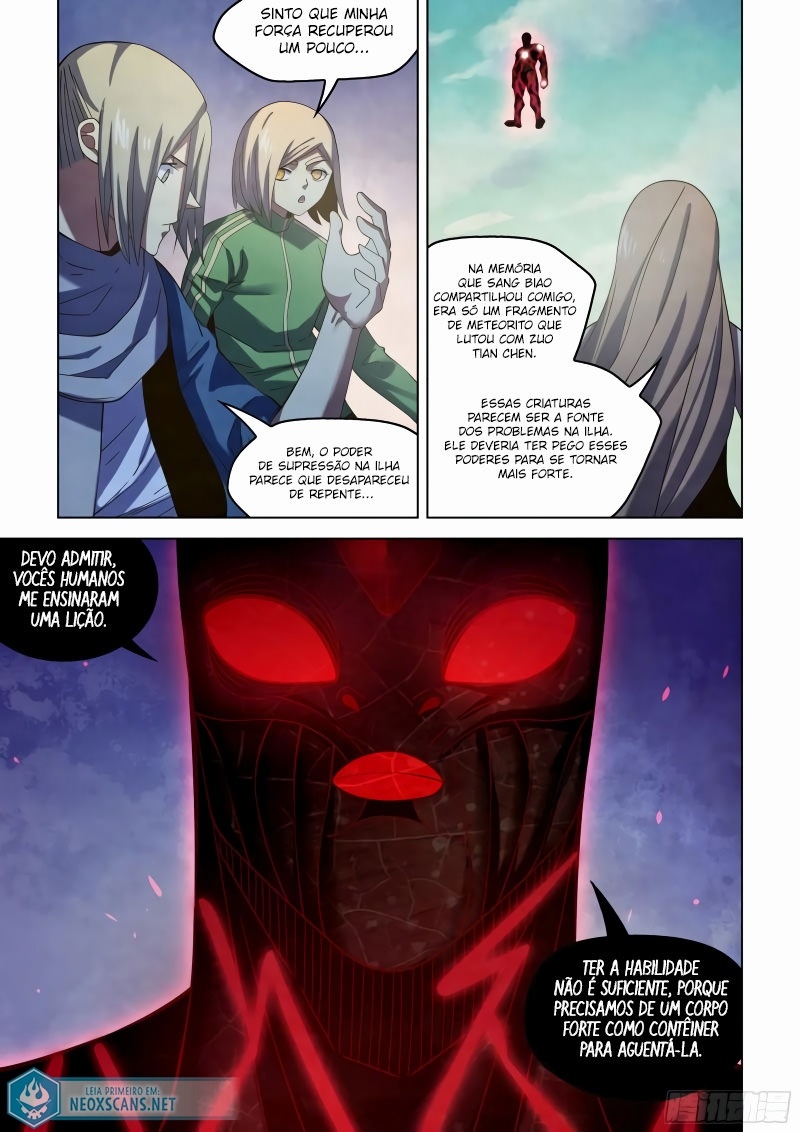 SINTO QUE MINHA
FORÇA RECUPEROU
UM POUCO...
BEM, O PODER
DE SUPRESSÃO NA ILHA
PARECE QUE DESAPARECEU
DE REPENTE...
NA MEMÓRIA
QUE SANG BIAO
COMPARTILHOU COMIGO,
ERA SÓ UM FRAGMENTO
DE METEORITO QUE
LUTOU COM ZUO
TIAN CHEN.
ESSAS CRIATURAS
PARECEM SER A FONTE
DOS PROBLEMAS NA ILHA.
ELE DEVERIA TER PEGO ESSES
PODERES PARA SE TORNAR
MAIS FORTE.
DEVO ADMITIR,
VOCÊS HUMANOS
ME ENSINARAM
UMA LIÇÃO.
TER A HABILIDADE
NÃO É SUFICIENTE, PORQUE
PRECISAMOS DE UM CORPO
FORTE COMO CONTÊINER
PARA AGUENTÁ-LA.
LEIA PRIMEIRO EM:
NEOXSCANS.NET
腾讯动漫